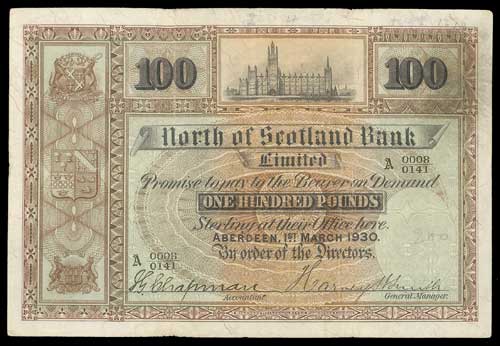 100 100
North of Scotland Bank
Limited
A 0008
0141
Promise to pay to the Bearer on Demand
ONE HUNDRED POUNDS
Sterling at their Office here.
ABERDEEN, 1ST MARCH 1930.
A 0008
0141
By order of the Directors.
Accountant. General Manager.